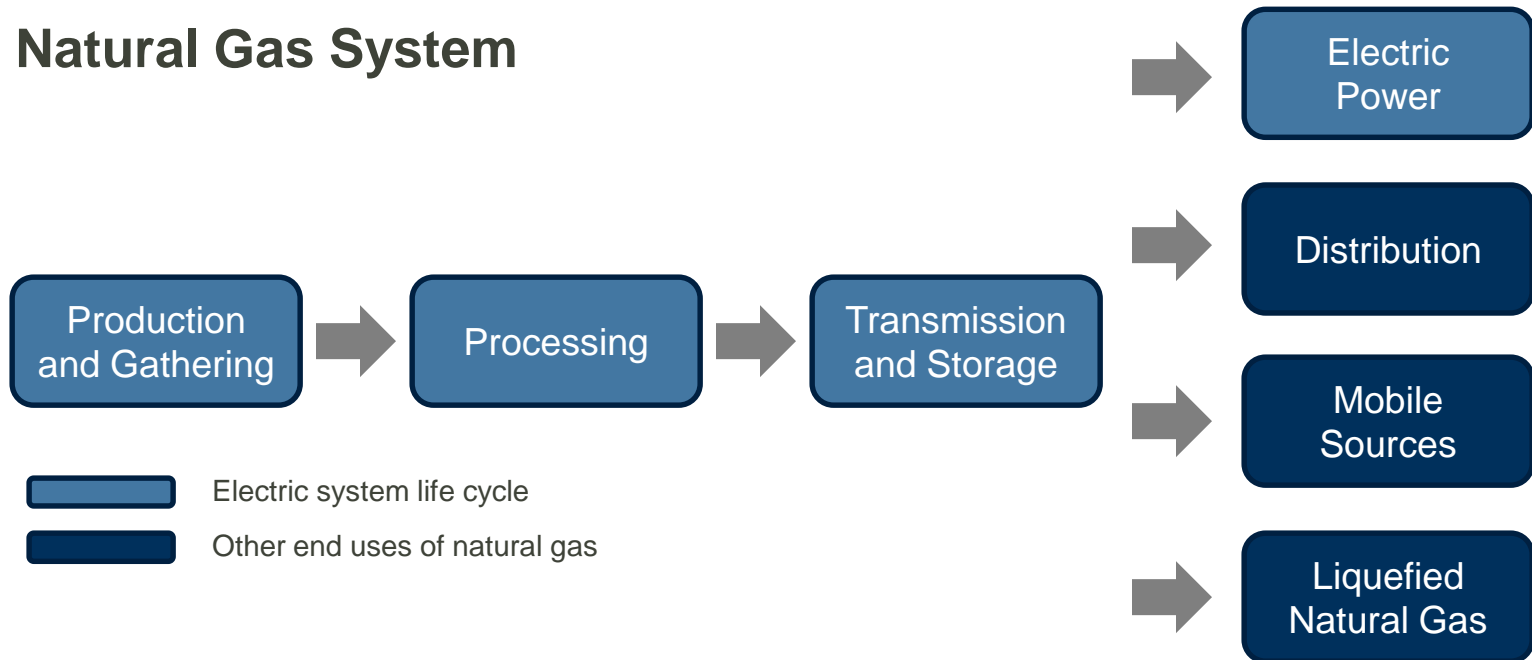 Natural Gas System
Electric
Power
Distribution
Production
and Gathering
Processing
Transmission
and Storage
Mobile
Sources
Liquefied
Natural Gas
Electric system life cycle
Other end uses of natural gas